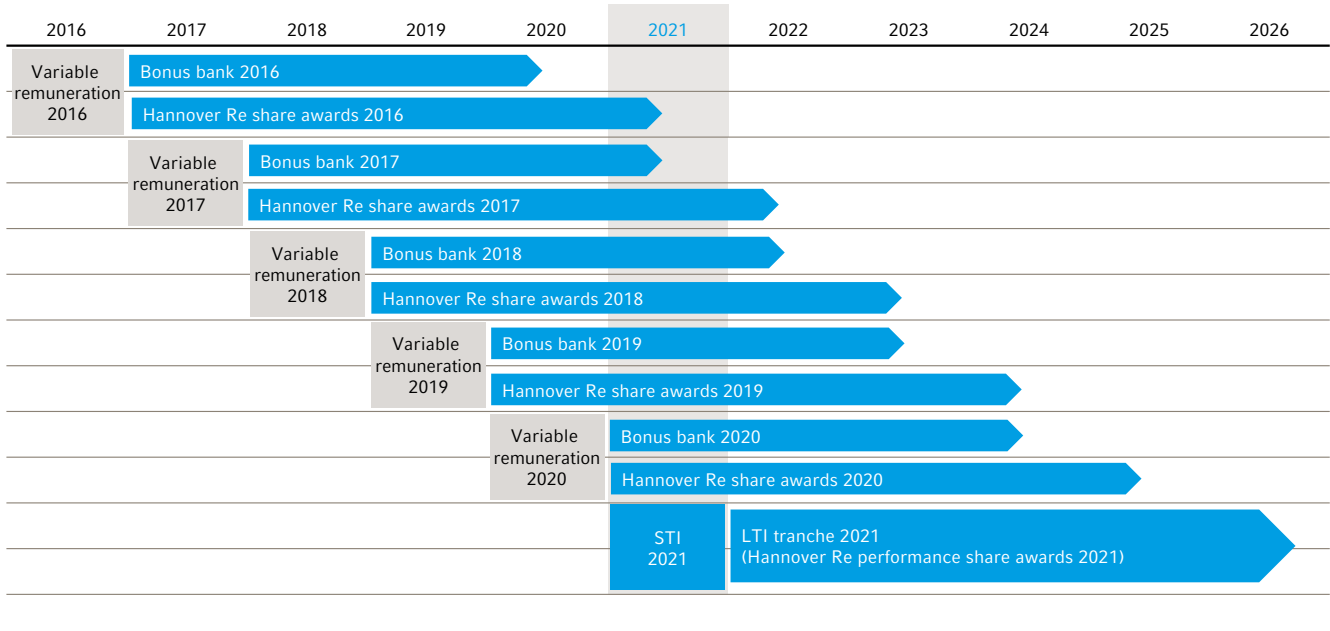 2016 2017 2018 2019 2020 2021 2022 2023 2024 2025 2026
Variable
remuneration
2016
Bonus bank 2016
Hannover Re share awards 2016
Variable
remuneration
2017
Bonus bank 2017
Hannover Re share awards 2017
Variable
remuneration
2018
Bonus bank 2018
Hannover Re share awards 2018
Variable
remuneration
2019
Bonus bank 2019
Hannover Re share awards 2019
Variable
remuneration
2020
Bonus bank 2020
Hannover Re share awards 2020
STI
2021
LTI tranche 2021
(Hannover Re performance share awards 2021)